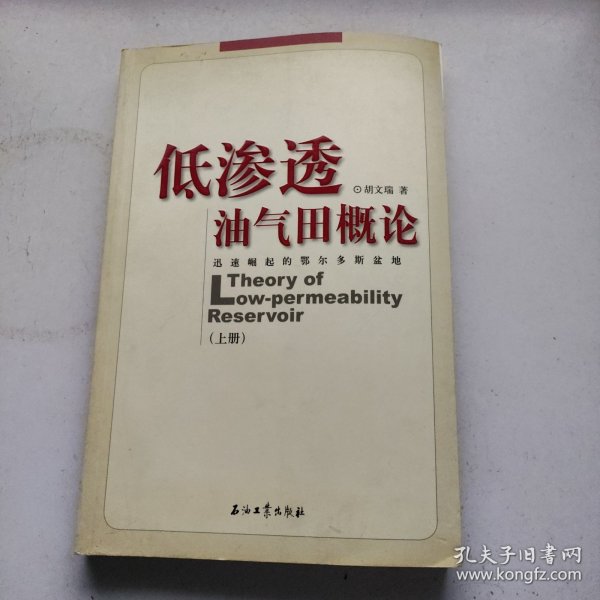 低渗透
⊙胡文瑞 著
油气田概论
迅速崛起的鄂尔多斯盆地
Theory of
Low-permeability
Reservoir
(上册)
石油工业出版社
孔夫子旧书网
www.kongfz.com